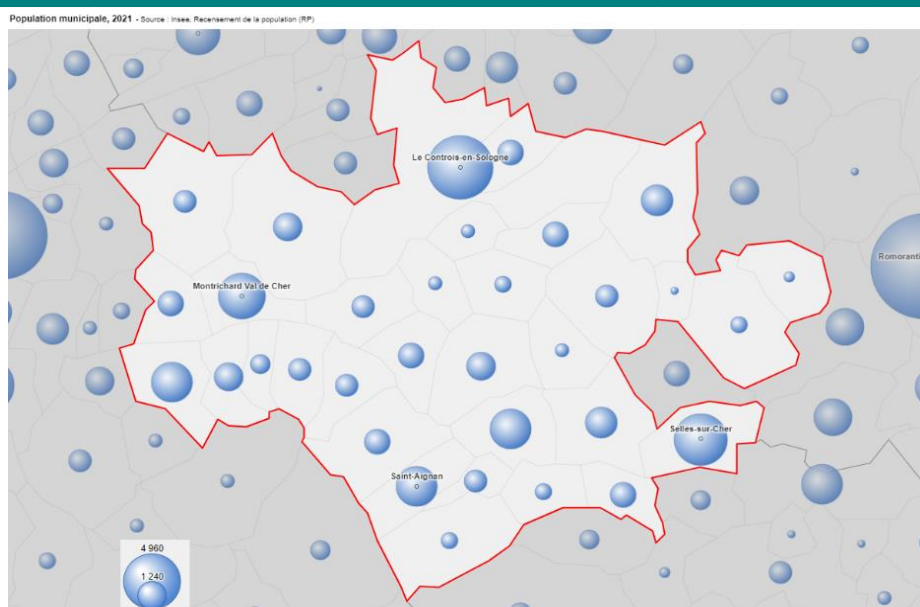 Population municipale, 2021 - Source : Insee, Recensement de la population (RP)
Le Controis-en-Sologne
Romoranti
Montrichard Val de Cher
Selles-sur-Cher
Saint-Aignan
4 960
1 240